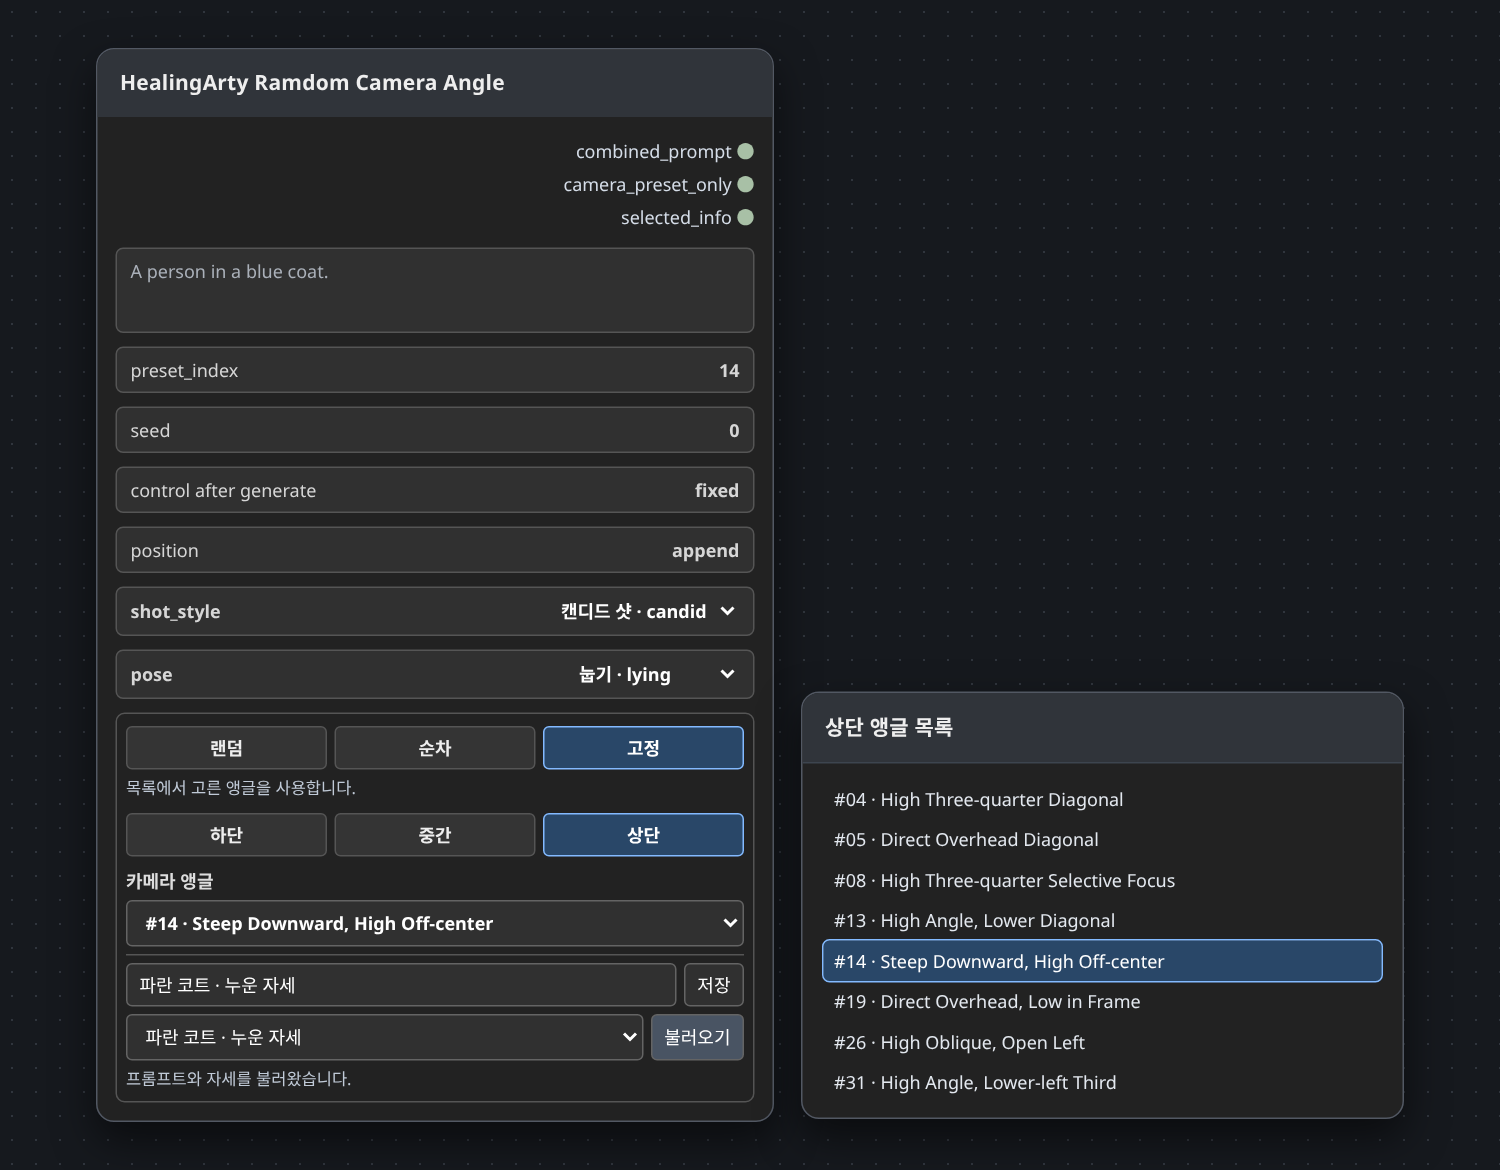 HealingArty Ramdom Camera Angle
combined_prompt
camera_preset_only
selected_info
A person in a blue coat.
preset_index 14
seed 0
control after generate fixed
position append
shot_style 캔디드 샷 · candid
pose 눕기 · lying
랜덤 순차 고정
목록에서 고른 앵글을 사용합니다.
하단 중간 상단
카메라 앵글
#14 · Steep Downward, High Off-center
파란 코트 · 누운 자세 저장
파란 코트 · 누운 자세 불러오기
프롬프트와 자세를 불러왔습니다.
상단 앵글 목록
#04 · High Three-quarter Diagonal
#05 · Direct Overhead Diagonal
#08 · High Three-quarter Selective Focus
#13 · High Angle, Lower Diagonal
#14 · Steep Downward, High Off-center
#19 · Direct Overhead, Low in Frame
#26 · High Oblique, Open Left
#31 · High Angle, Lower-left Third